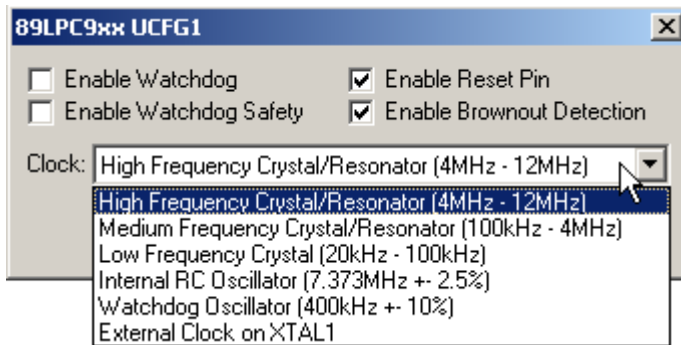 89LPC9xx UCFG1
Enable Watchdog
Enable Reset Pin
Enable Watchdog Safety
Enable Brownout Detection
Clock: High Frequency Crystal/Resonator (4MHz - 12MHz)
High Frequency Crystal/Resonator (4MHz - 12MHz)
Medium Frequency Crystal/Resonator (100kHz - 4MHz)
Low Frequency Crystal (20kHz - 100kHz)
Internal RC Oscillator (7.373MHz +- 2.5%)
Watchdog Oscillator (400kHz +- 10%)
External Clock on XTAL1